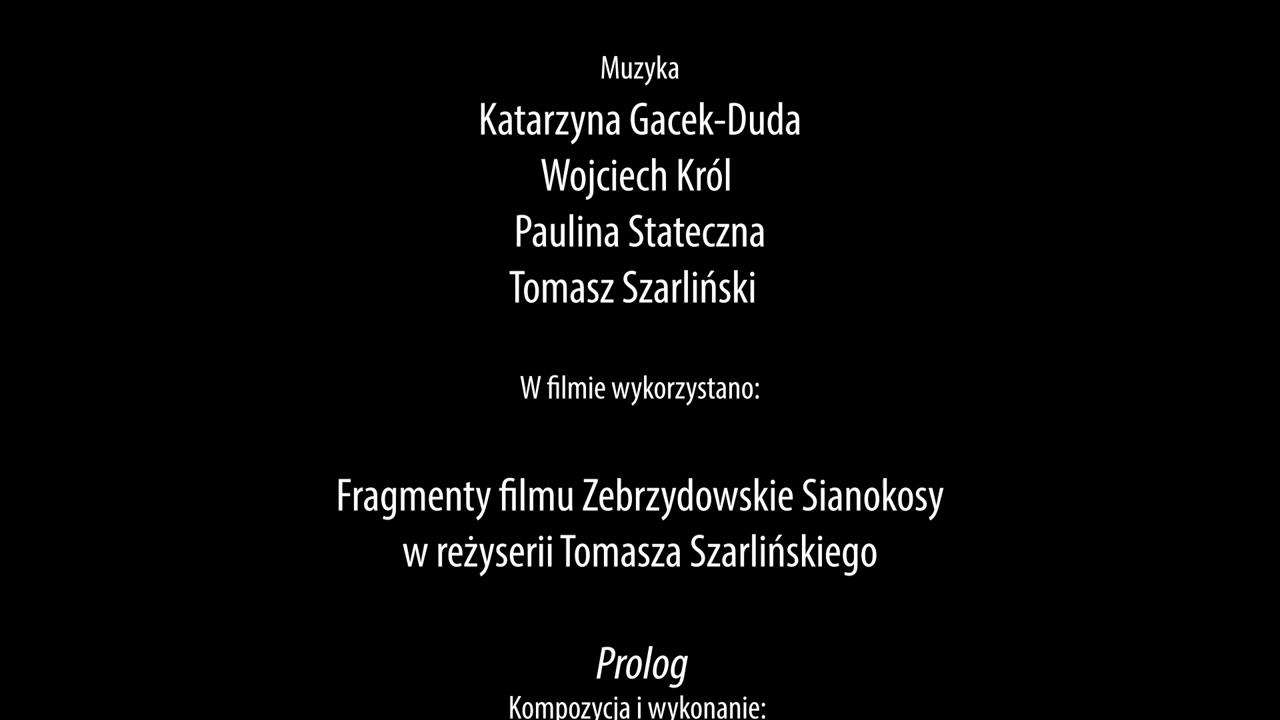 Muzyka
Katarzyna Gacek-Duda
Wojciech Król
Paulina Stateczna
Tomasz Szarliński
W filmie wykorzystano:
Fragmenty filmu Zebrzydowskie Sianokosy
w reżyserii Tomasza Szarlińskiego
Prolog
Kompozycja i wykonanie: